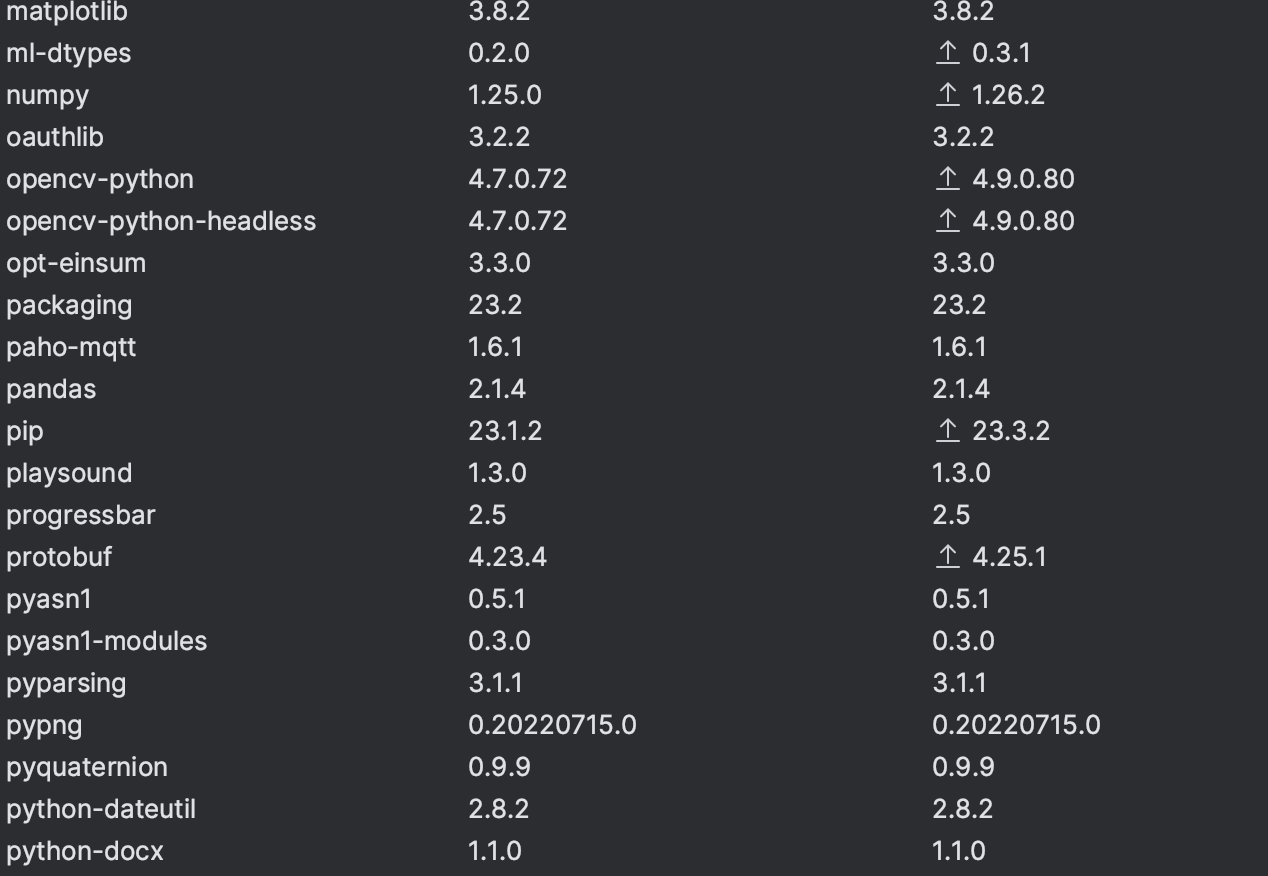 matplotlib 3.8.2 3.8.2
ml-dtypes 0.2.0 ↑ 0.3.1
numpy 1.25.0 ↑ 1.26.2
oauthlib 3.2.2 3.2.2
opencv-python 4.7.0.72 ↑ 4.9.0.80
opencv-python-headless 4.7.0.72 ↑ 4.9.0.80
opt-einsum 3.3.0 3.3.0
packaging 23.2 23.2
paho-mqtt 1.6.1 1.6.1
pandas 2.1.4 2.1.4
pip 23.1.2 ↑ 23.3.2
playsound 1.3.0 1.3.0
progressbar 2.5 2.5
protobuf 4.23.4 ↑ 4.25.1
pyasn1 0.5.1 0.5.1
pyasn1-modules 0.3.0 0.3.0
pyparsing 3.1.1 3.1.1
pypng 0.20220715.0 0.20220715.0
pyquaternion 0.9.9 0.9.9
python-dateutil 2.8.2 2.8.2
python-docx 1.1.0 1.1.0